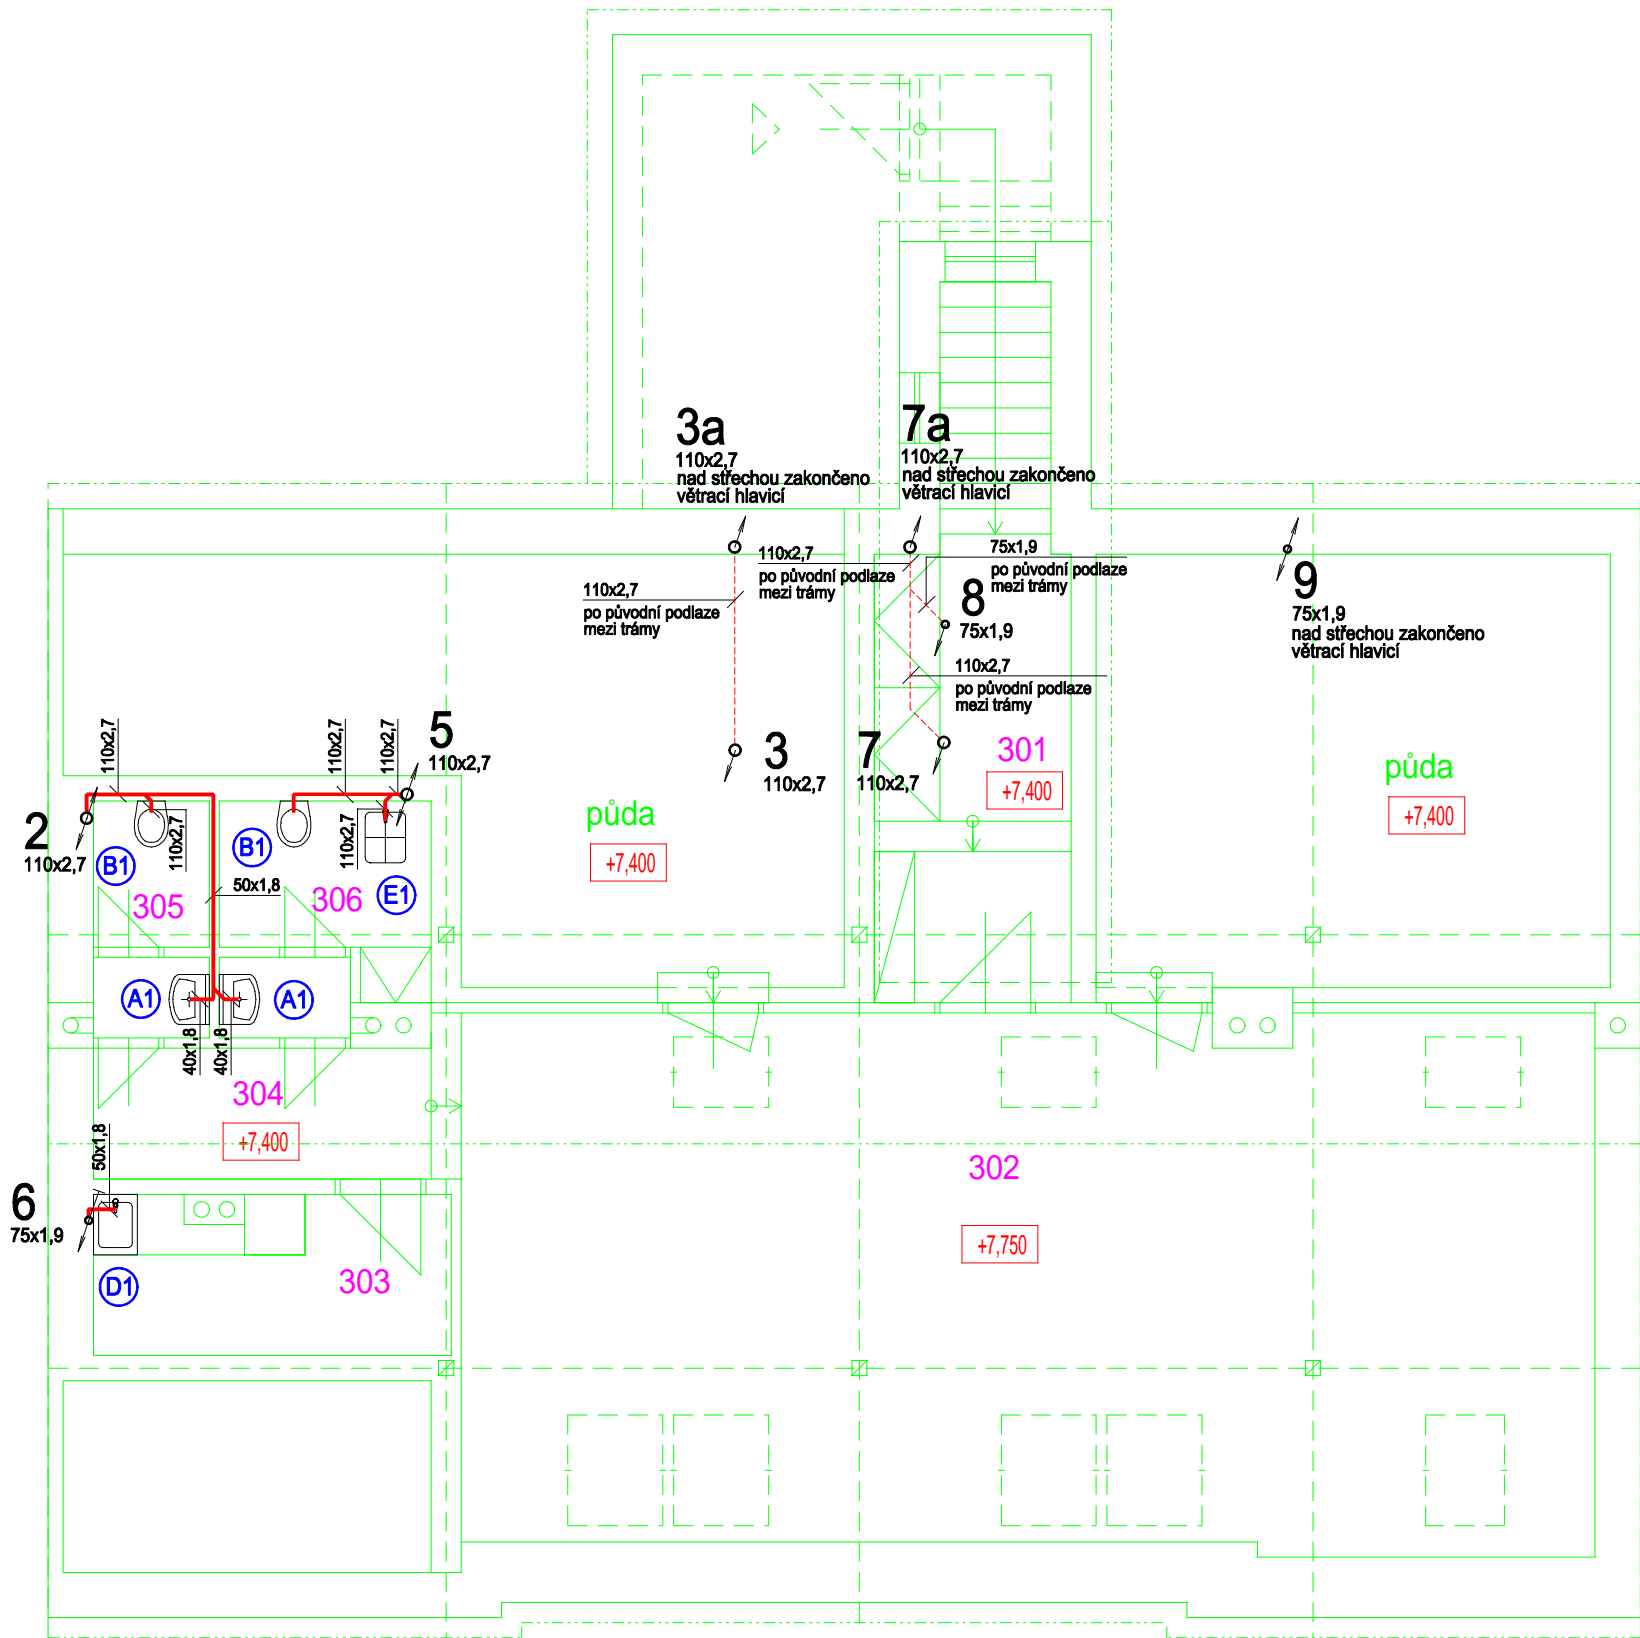 3a
110x2,7
nad střechou zakončeno
větrací hlavicí
7a
110x2,7
nad střechou zakončeno
větrací hlavicí
110x2,7
po původní podlaze
mezi trámy
75x1,9
po původní podlaze
mezi trámy
110x2,7
po původní podlaze
mezi trámy
8
75x1,9
9
75x1,9
nad střechou zakončeno
větrací hlavicí
110x2,7
po původní podlaze
mezi trámy
110x2,7
110x2,7
110x2,7
5
110x2,7
3
110x2,7
7
110x2,7
301
+7,400
půda
+7,400
půda
+7,400
2
110x2,7
B1
110x2,7
B1
110x2,7
E1
305
50x1,8
306
A1
A1
40x1,8
40x1,8
304
+7,400
50x1,8
302
+7,750
6
75x1,9
D1
303